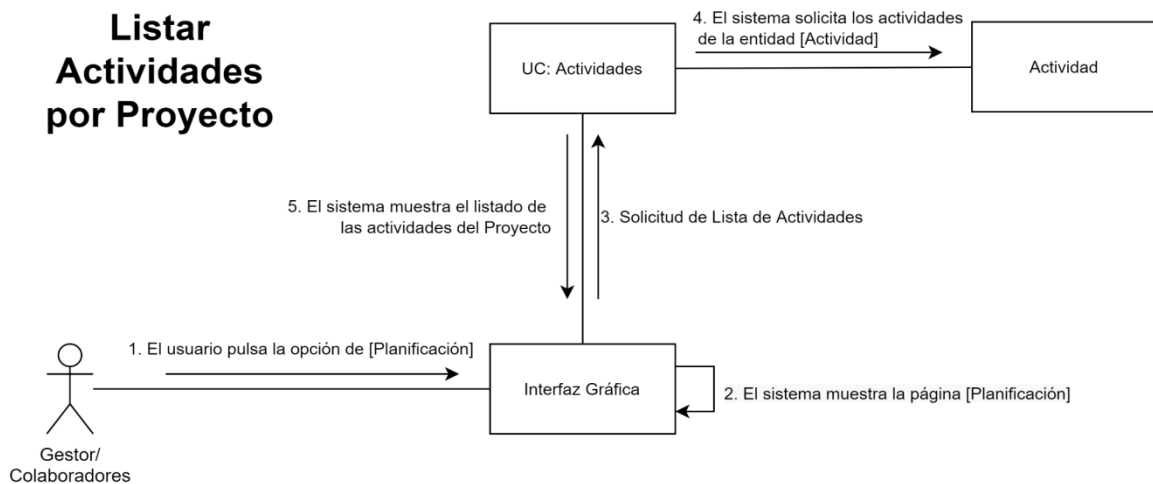 Listar
Actividades
por Proyecto
4. El sistema solicita los actividades
de la entidad [Actividad]
UC: Actividades
Actividad
5. El sistema muestra el listado de
las actividades del Proyecto
3. Solicitud de Lista de Actividades
1. El usuario pulsa la opción de [Planificación]
Interfaz Gráfica
2. El sistema muestra la página [Planificación]
Gestor/
Colaboradores